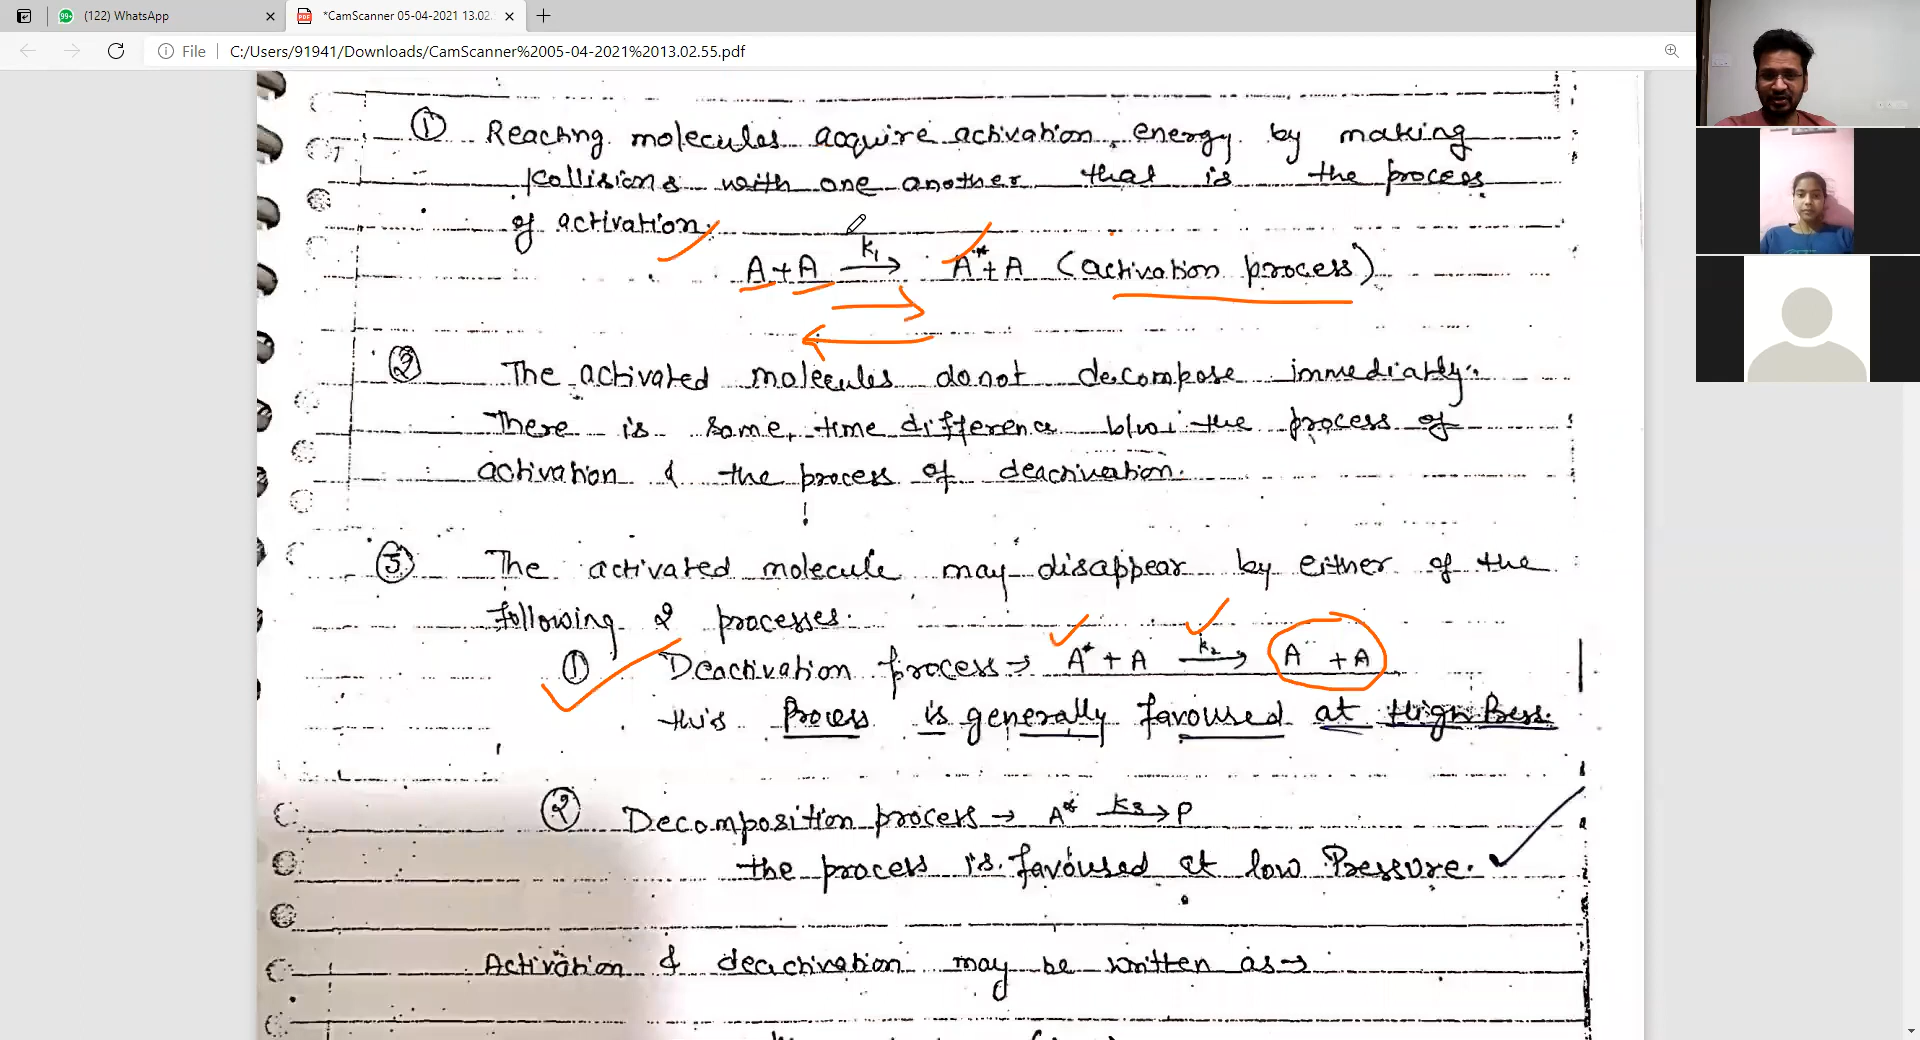 (122) WhatsApp
*CamScanner 05-04-2021 13.02.
File
C:/Users/91941/Downloads/CamScanner%2005-04-2021%2013.02.55.pdf
① Reacting molecules acquire activation energy by making
collisions with one another that is the process
of activation.
A+A —k₁→ A*+A (activation process)
② The activated molecules donot decompose immediatly.
There is some time difference b/w the process of
activation & the process of deactivation.
③ The activated molecule may disappear by either of the
following 2 processes.
① Deactivation process → A*+A —k₂→ A +A
this Process is generally favoused at High Press.
② Decomposition process → A* —k3→ P
the process is favoused at low Pressure.
Activation & deactivation may be written as →